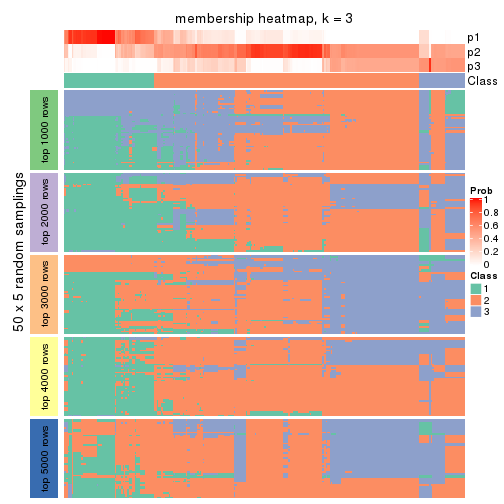 membership heatmap, k = 3
p1
p2
p3
Class
50 x 5 random samplings
top 1000 rows
top 2000 rows
top 3000 rows
top 4000 rows
top 5000 rows
Prob
1
0.8
0.6
0.4
0.2
0
Class
1
2
3